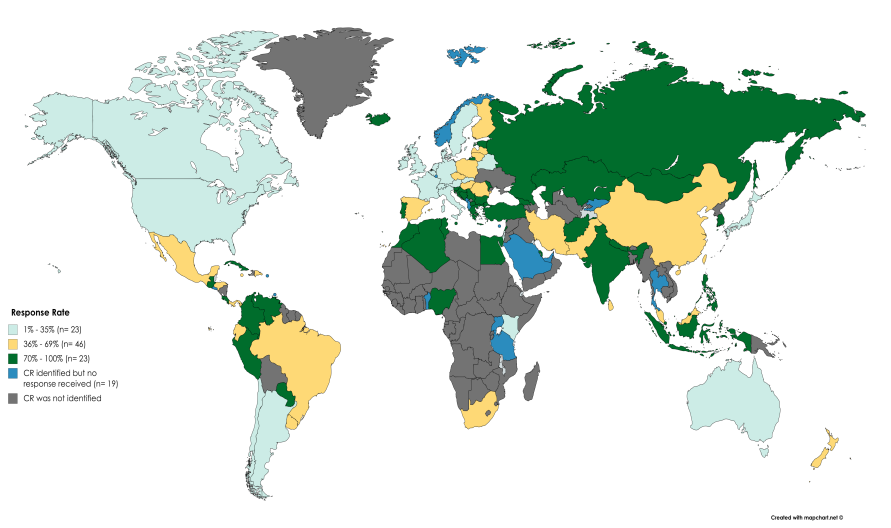 Response Rate
1% - 35% (n= 23)
36% - 69% (n= 46)
70% - 100% (n= 23)
CR identified but no
response received (n= 19)
CR was not identified
Created with mapchart.net ©